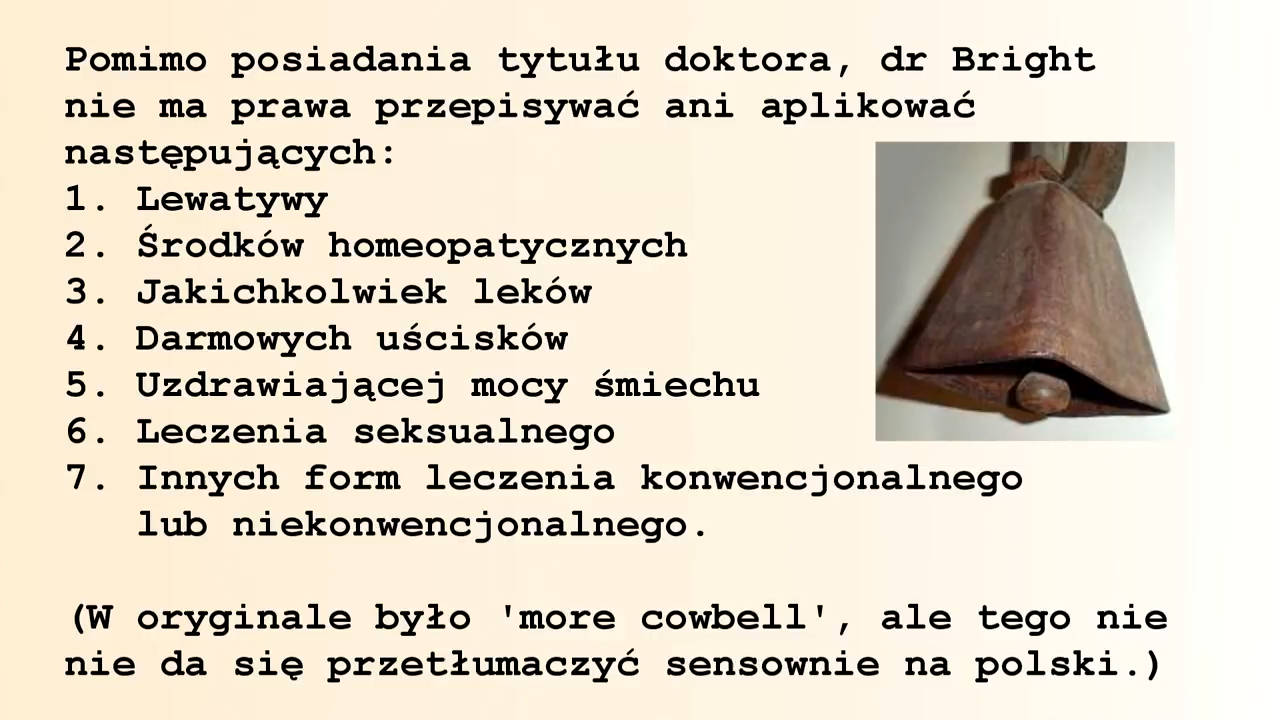 Pomimo posiadania tytułu doktora, dr Bright
nie ma prawa przepisywać ani aplikować
następujących:
1. Lewatywy
2. Środków homeopatycznych
3. Jakichkolwiek leków
4. Darmowych uścisków
5. Uzdrawiającej mocy śmiechu
6. Leczenia seksualnego
7. Innych form leczenia konwencjonalnego
lub niekonwencjonalnego.
(W oryginale było 'more cowbell', ale tego nie
nie da się przetłumaczyć sensownie na polski.)